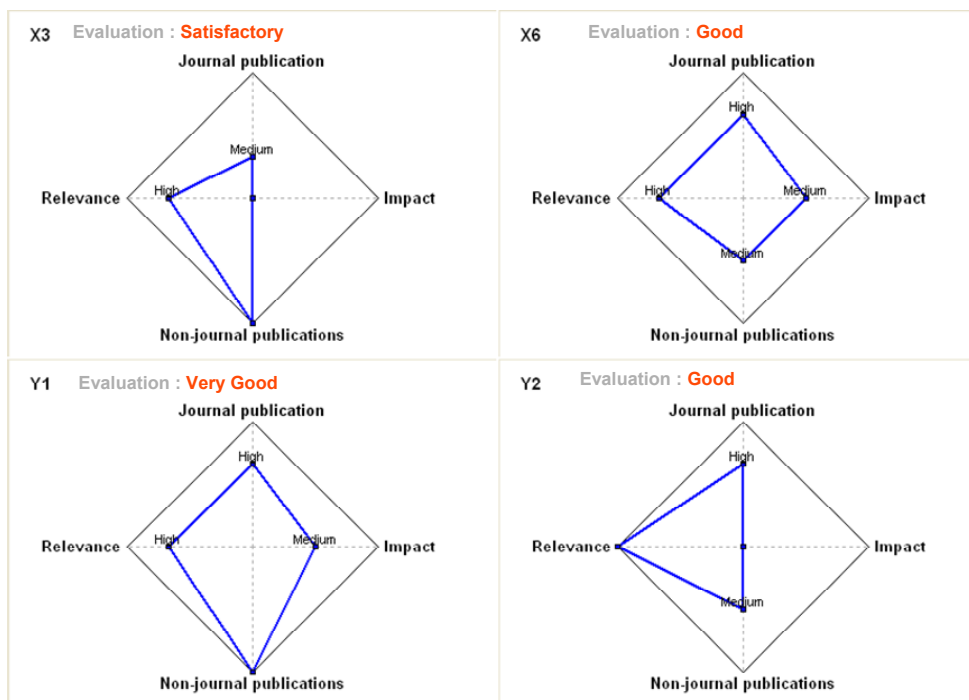 X3 Evaluation : Satisfactory
Journal publication
Medium
High
Relevance
Impact
Non-journal publications
X6 Evaluation : Good
Journal publication
High
High
Medium
Relevance
Impact
Medium
Non-journal publications
Y1 Evaluation : Very Good
Journal publication
High
High
Medium
Relevance
Impact
Non-journal publications
Y2 Evaluation : Good
Journal publication
High
Relevance
Impact
Medium
Non-journal publications